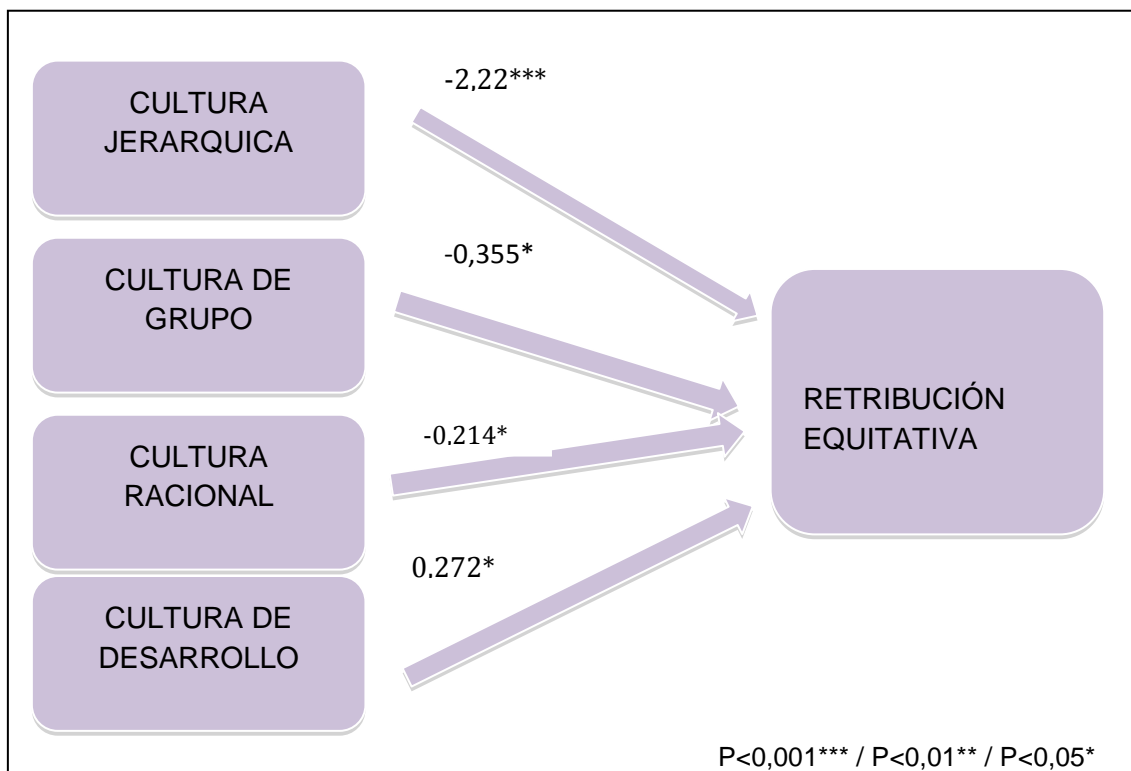 CULTURA
JERARQUICA
-2,22***
CULTURA DE
GRUPO
-0,355*
CULTURA
RACIONAL
-0,214*
CULTURA DE
DESARROLLO
0,272*
RETRIBUCIÓN
EQUITATIVA
P<0,001*** / P<0,01** / P<0,05*